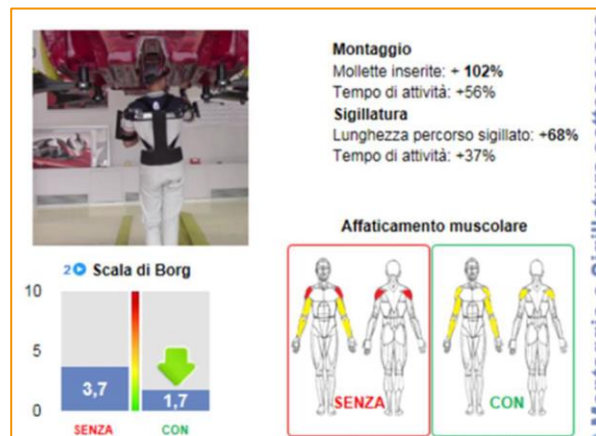 Montaggio
Mollette inserite: + 102%
Tempo di attività: +56%
Sigillatura
Lunghezza percorso sigillato: +68%
Tempo di attività: +37%
Affaticamento muscolare
2 Scala di Borg
10
5
0
3,7
1,7
SENZA
CON
SENZA
CON